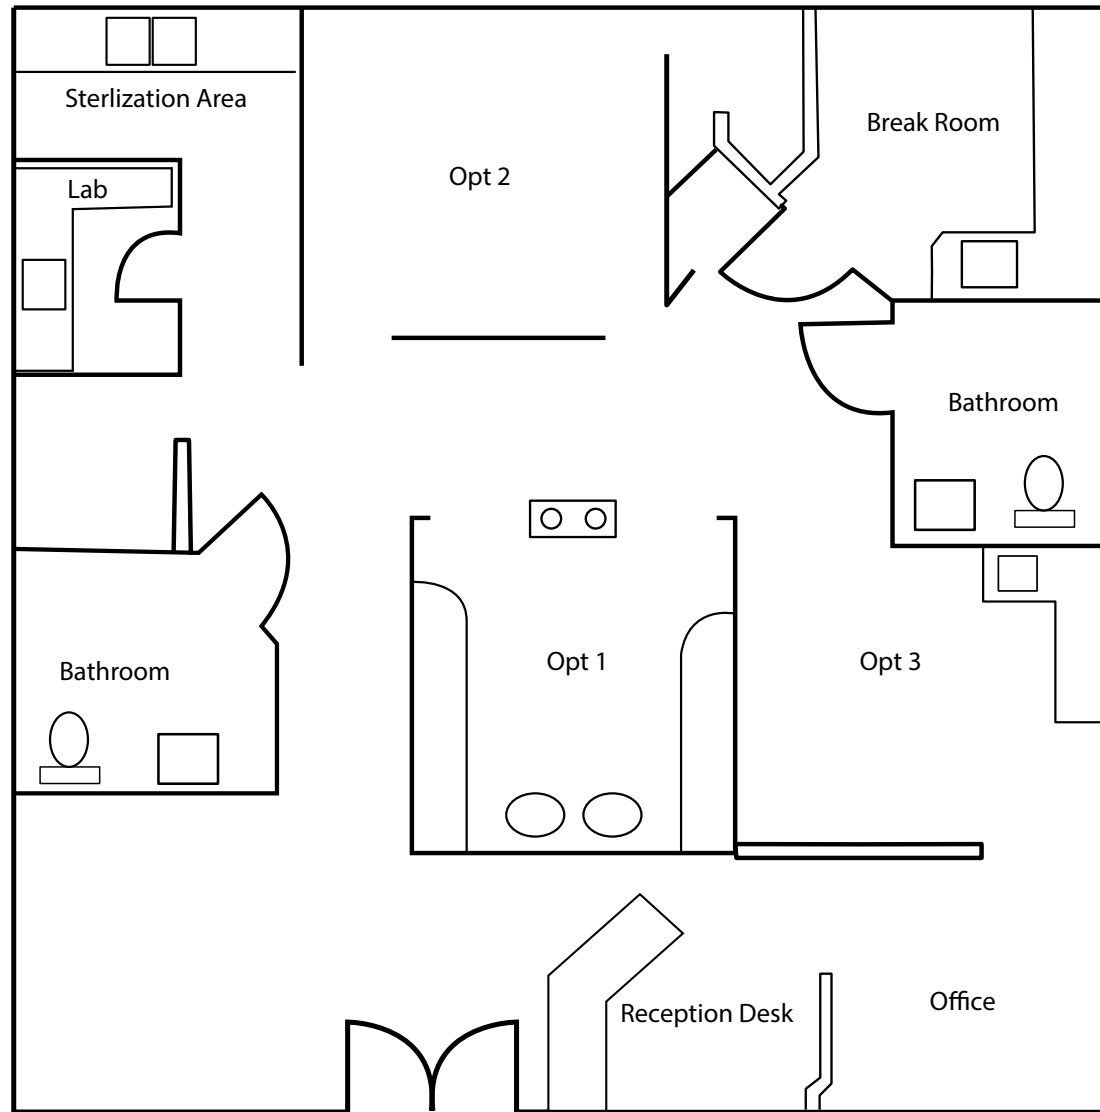 Sterlization Area
Break Room
Opt 2
Lab
Bathroom
Opt 1
Opt 3
Bathroom
Reception Desk
Office